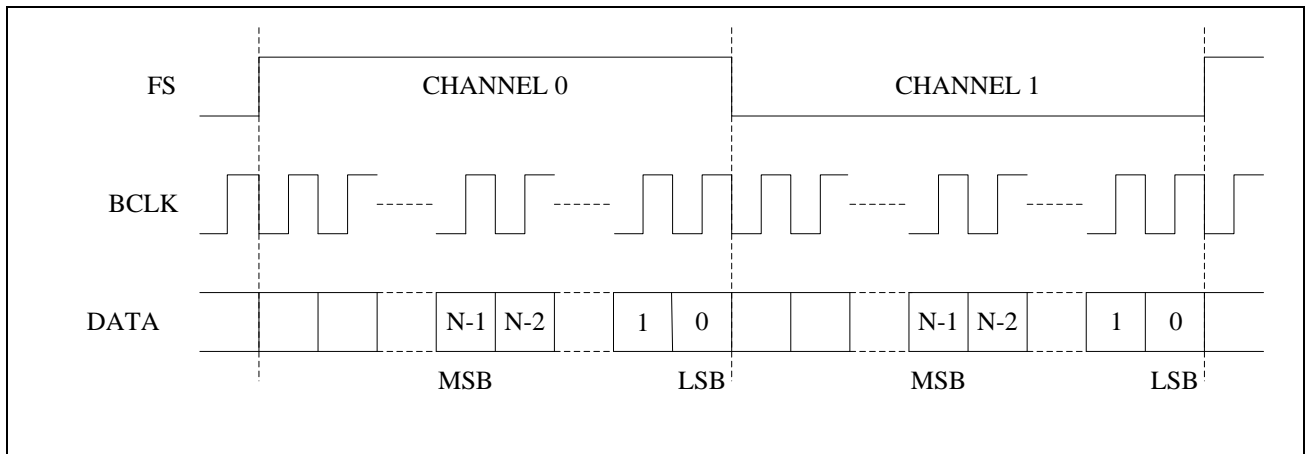 FS CHANNEL 0 CHANNEL 1
BCLK
DATA N-1 N-2 1 0 N-1 N-2 1 0
MSB LSB MSB LSB